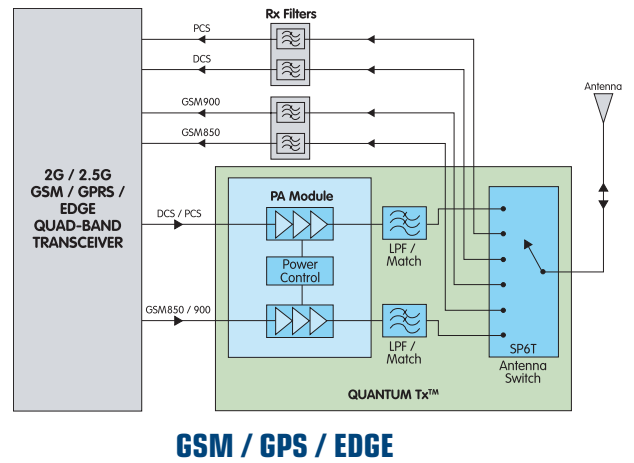 Rx Filters
PCS
DCS
GSM900
GSM850
Antenna
2G / 2.5G
GSM / GPRS /
EDGE
QUAD-BAND
TRANSCEIVER
PA Module
DCS / PCS
LPF /
Match
Power
Control
GSM850 / 900
LPF /
Match
SP6T
Antenna
Switch
QUANTUM Tx™
GSM / GPS / EDGE